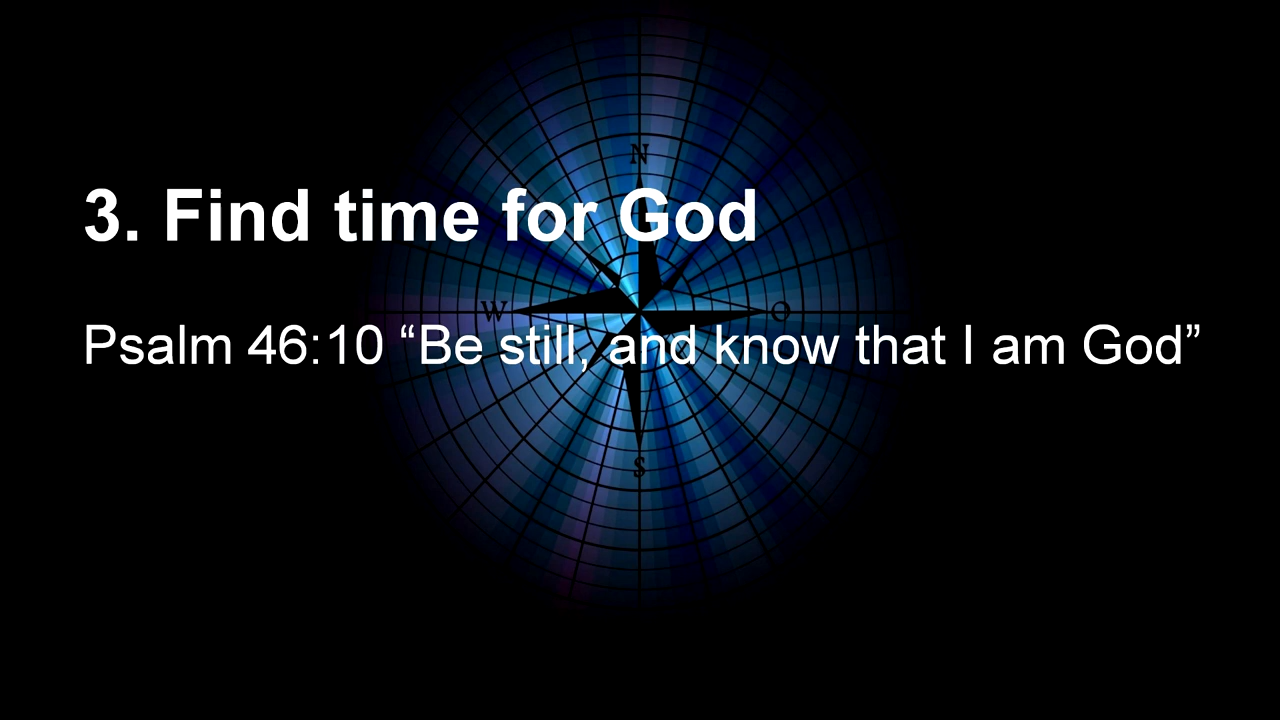 N
3. Find time for God
W
O
Psalm 46:10 “Be still, and know that I am God”
S